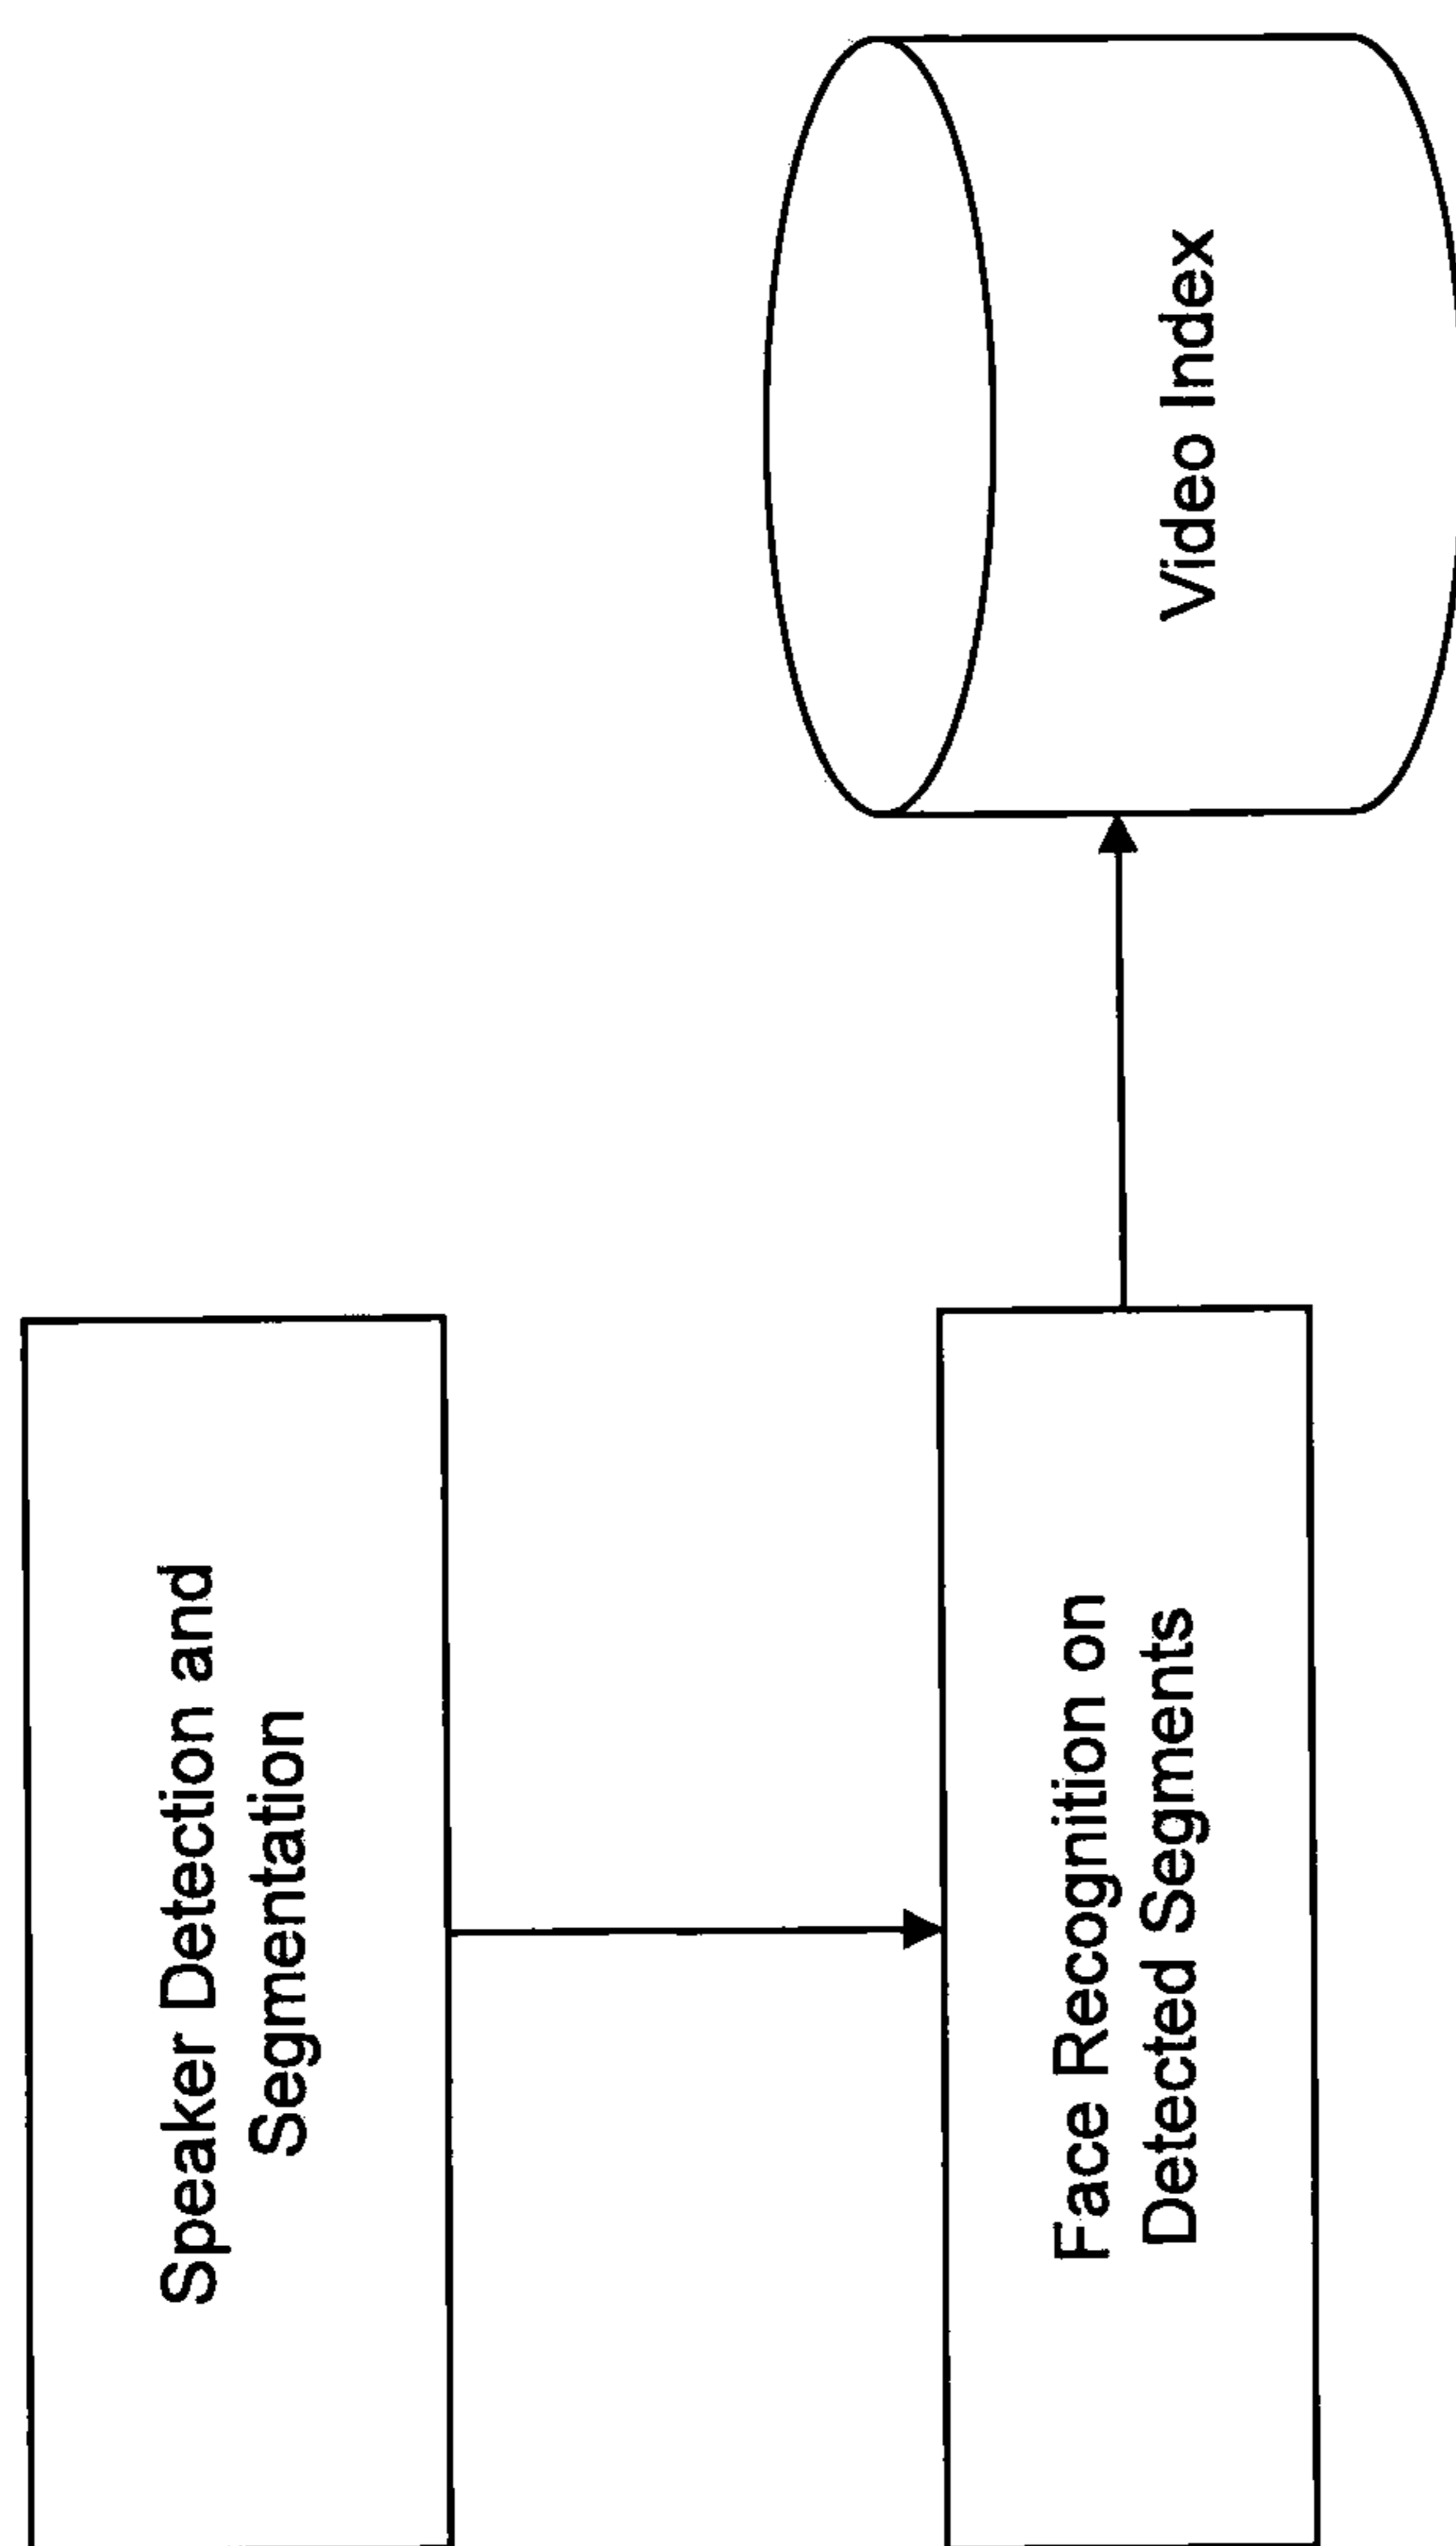 Speaker Detection and
Segmentation
Face Recognition on
Detected Segments
Video Index